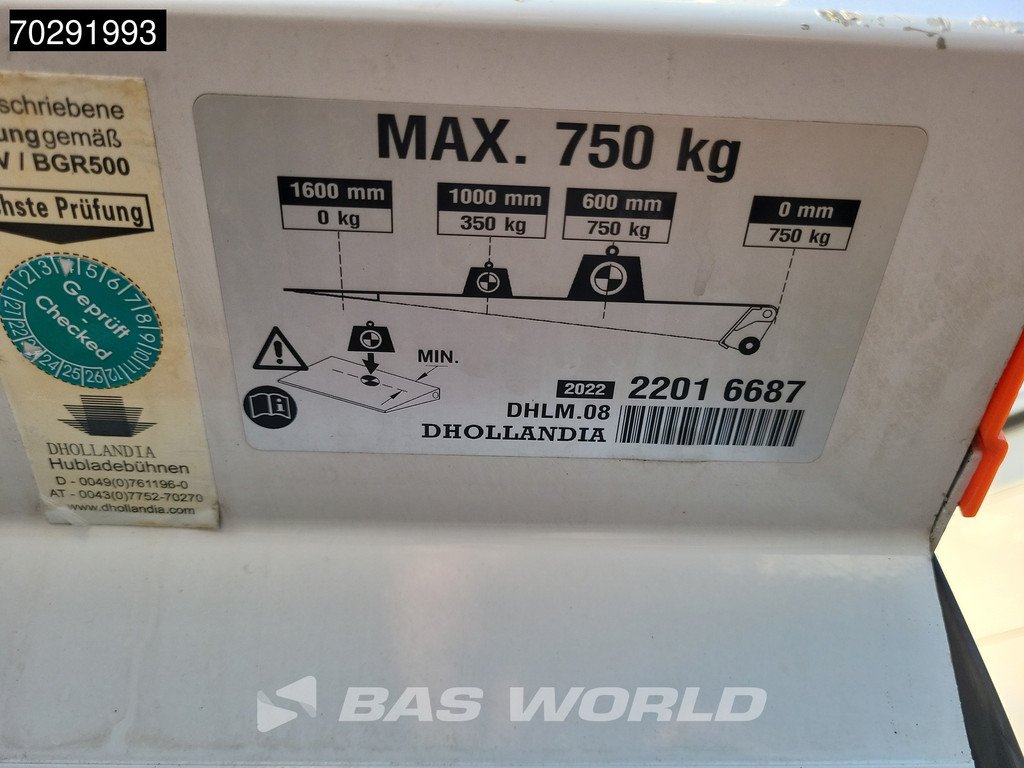 70291993
schriebene
unggemäß
V / BGR500
chste Prüfung
Geprüft
-
Checked
DHOLLANDIA
Hubladebühnen
D - 0049(0)761196-0
AT - 0043(0)7752-70270
www.dhollandia.com
MAX. 750 kg
1600 mm
0 kg
1000 mm
350 kg
600 mm
750 kg
0 mm
750 kg
MIN.
2022 2201 6687
DHLM.08
DHOLLANDIA
BAS WORLD